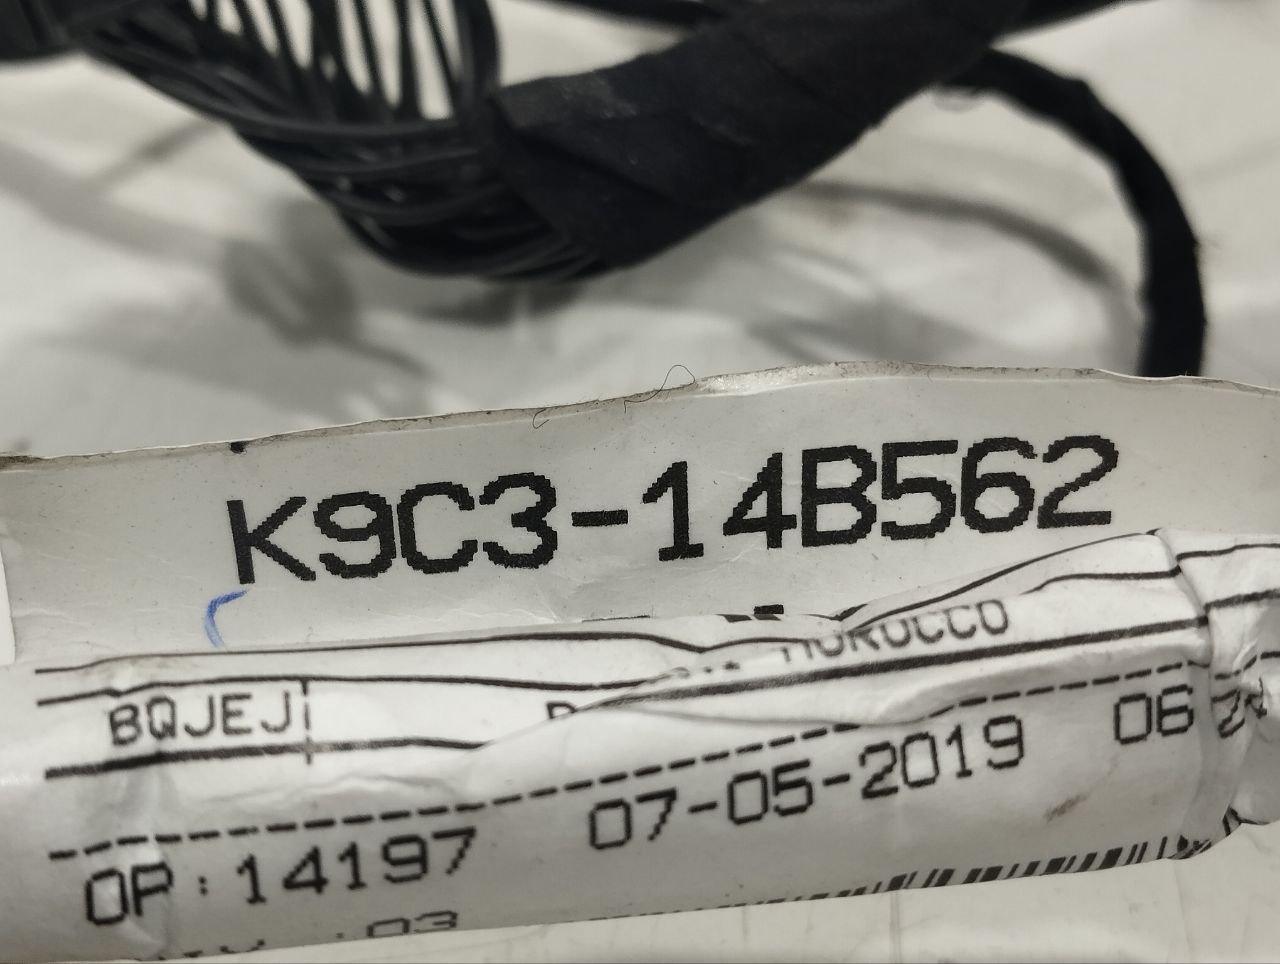 K9C3-14B562
MOROCCO
BQJEJ
OP:14197 07-05-2019 06